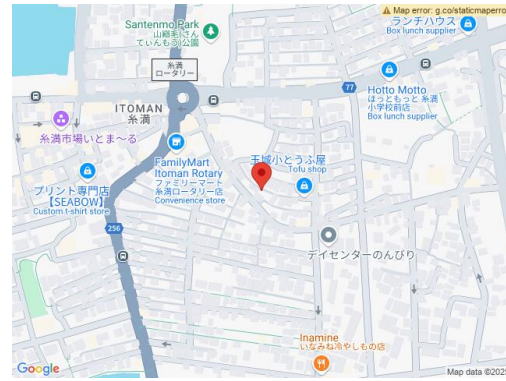 Map error: g.co/staticmaperro
Santenmo Park
山巓毛(さん
てぃんもう)公園
ランチハウス
Box lunch supplier
糸満
ロータリー
77
Hotto Motto
ほっともっと 糸満
小学校前店
Box lunch supplier
ITOMAN
糸満
糸満市場いとま～る
FamilyMart
Itoman Rotary
ファミリーマート
糸満ロータリー店
Convenience store
玉城小とうふ屋
Tofu shop
プリント専門店
【SEABOW】
Custom t-shirt store
256
デイセンターのんびり
Inamine
いなみね冷やしもの店
Google
Map data ©2025